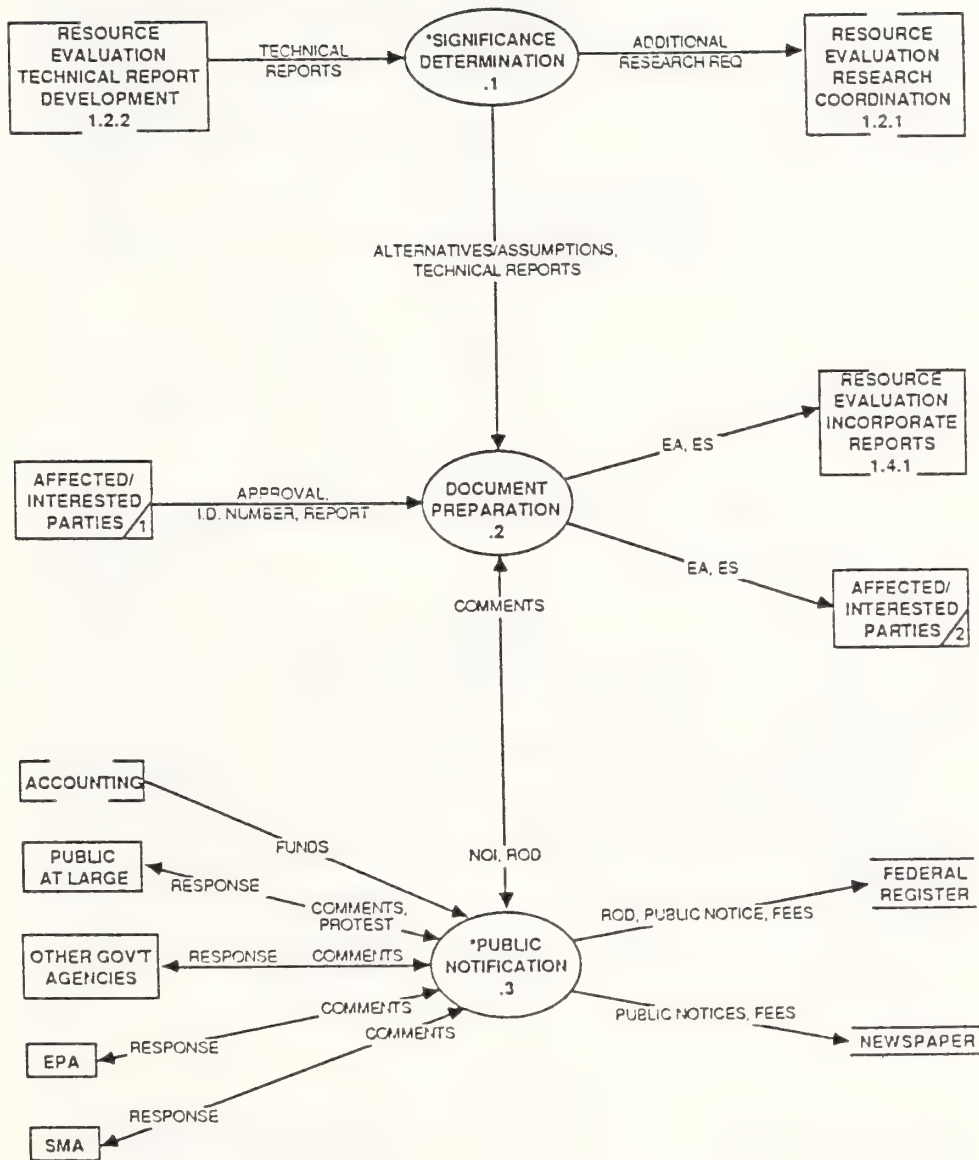 RESOURCE
EVALUATION
TECHNICAL REPORT
DEVELOPMENT
1.2.2
TECHNICAL
REPORTS
*SIGNIFICANCE
DETERMINATION
.1
ADDITIONAL
RESEARCH REQ
RESOURCE
EVALUATION
RESEARCH
COORDINATION
1.2.1
ALTERNATIVES/ASSUMPTIONS,
TECHNICAL REPORTS
RESOURCE
EVALUATION
INCORPORATE
REPORTS
1.4.1
EA, ES
AFFECTED/
INTERESTED
PARTIES
1
APPROVAL,
I.D. NUMBER, REPORT
DOCUMENT
PREPARATION
.2
EA, ES
AFFECTED/
INTERESTED
PARTIES
2
COMMENTS
ACCOUNTING
FUNDS
NOI, ROD
PUBLIC
AT LARGE
RESPONSE
COMMENTS,
PROTEST
OTHER GOV'T
AGENCIES
RESPONSE
COMMENTS
*PUBLIC
NOTIFICATION
.3
ROD, PUBLIC NOTICE, FEES
FEDERAL
REGISTER
PUBLIC NOTICES, FEES
NEWSPAPER
EPA
RESPONSE
COMMENTS
SMA
RESPONSE
COMMENTS